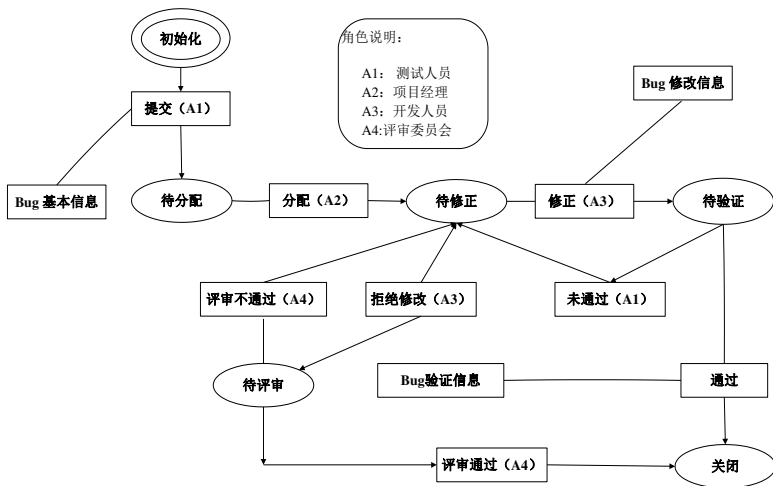 初始化
角色说明：
A1： 测试人员
A2：项目经理
A3：开发人员
A4:评审委员会
Bug 修改信息
提交（A1）
Bug 基本信息
待分配
分配（A2）
待修正
修正（A3）
待验证
评审不通过（A4）
拒绝修改（A3）
未通过（A1）
待评审
Bug验证信息
通过
评审通过（A4）
关闭